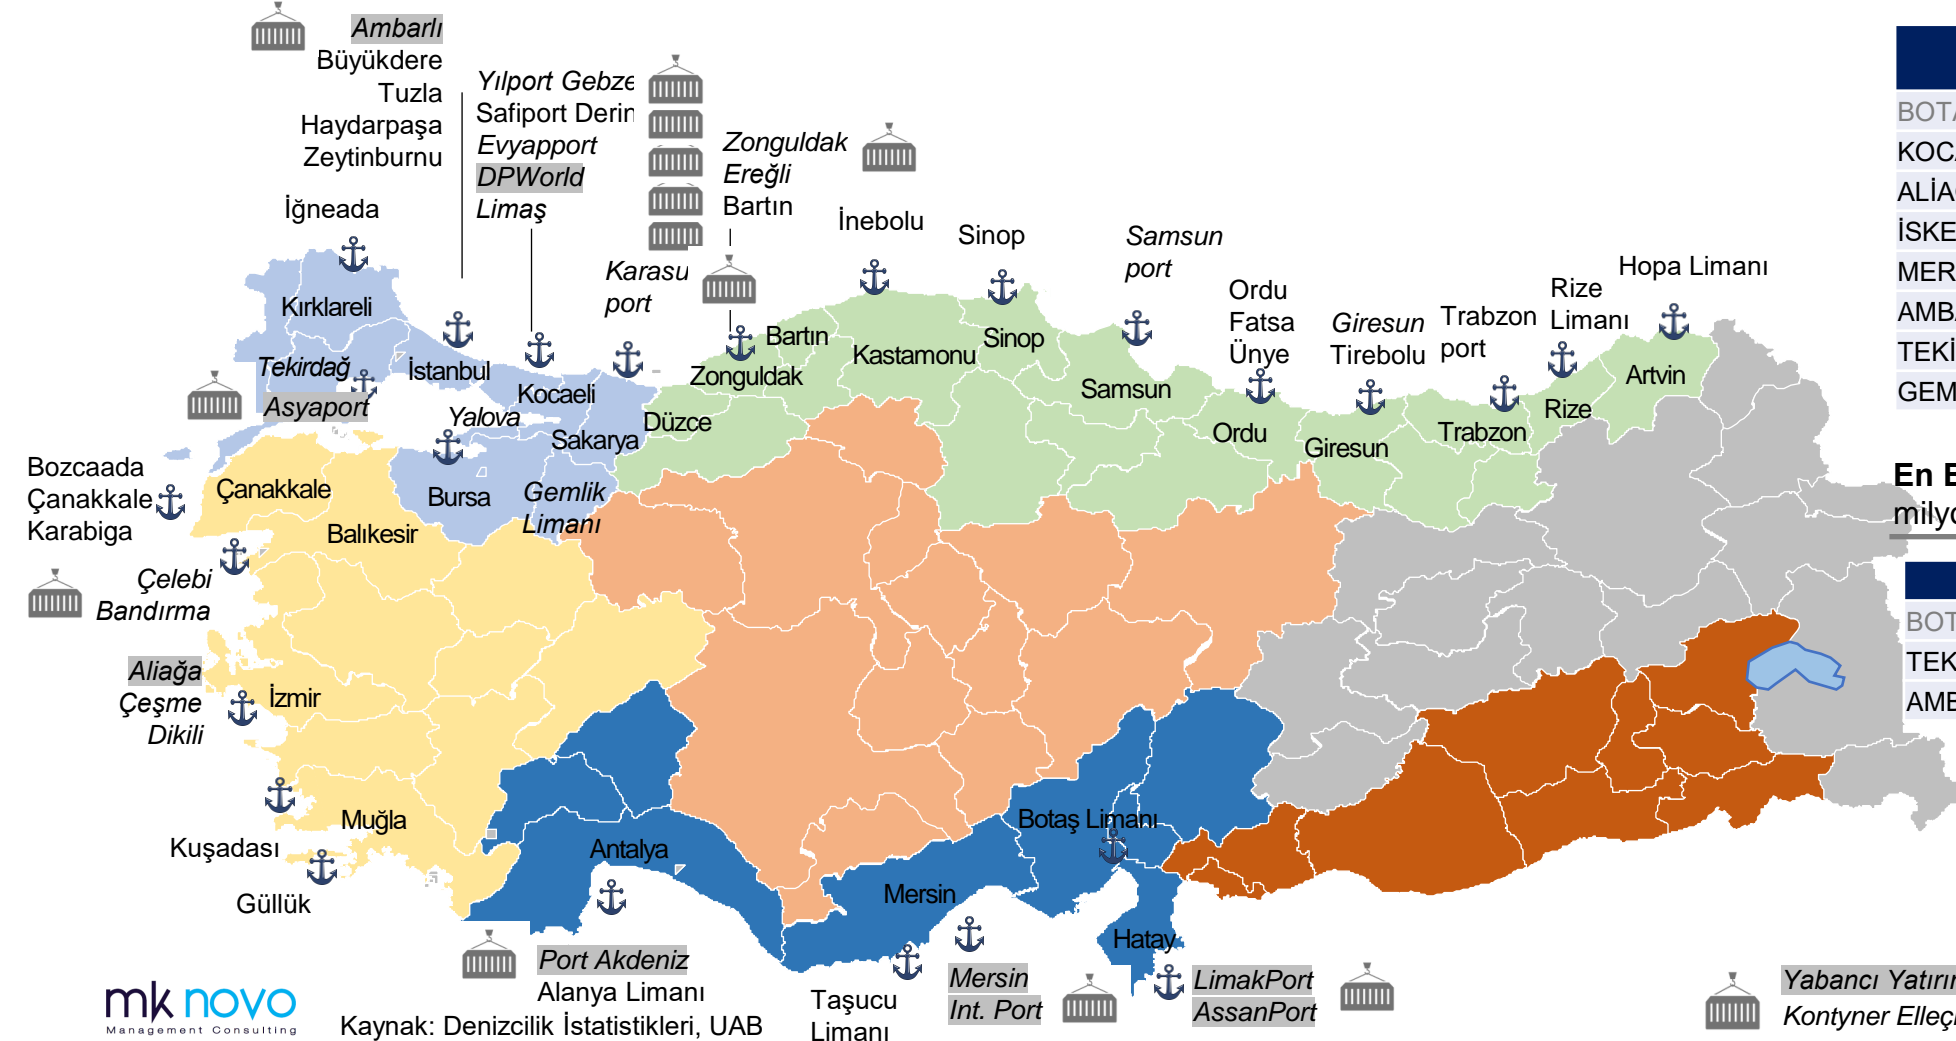 Ambarlı
Büyükdere
Tuzla
Haydarpaşa
Zeytinburnu
Yılport Gebze
Safiport Derin
Evyapport
DPWorld
Limaş
Zonguldak
Ereğli
Bartın
İğneada
Karasu
port
İnebolu
Sinop
Samsun
port
Ordu
Fatsa
Ünye
Giresun
Tirebolu
Trabzon
port
Rize
Limanı
Hopa Limanı
Kırklareli
Tekirdağ
Asyaport
İstanbul
Kocaeli
Yalova
Sakarya
Düzce
Zonguldak
Bartın
Kastamonu
Sinop
Samsun
Ordu
Giresun
Trabzon
Rize
Artvin
Bozcaada
Çanakkale
Karabiga
Çanakkale
Balıkesir
Bursa
Gemlik
Limanı
Çelebi
Bandırma
Aliağa
Çeşme
Dikili
İzmir
Muğla
Kuşadası
Güllük
Antalya
Mersin
Botaş Limanı
Hatay
Port Akdeniz
Alanya Limanı
Taşucu
Limanı
Mersin
Int. Port
LimakPort
AssanPort
BOTA
KOCA
ALİA
İSKE
MER
AMBA
TEKİ
GEM
En B
milyo
BOT
TEK
AMB
Yabancı Yatırım
Kontyner Elleçl
mk novo
Management Consulting
Kaynak: Denizcilik İstatistikleri, UAB